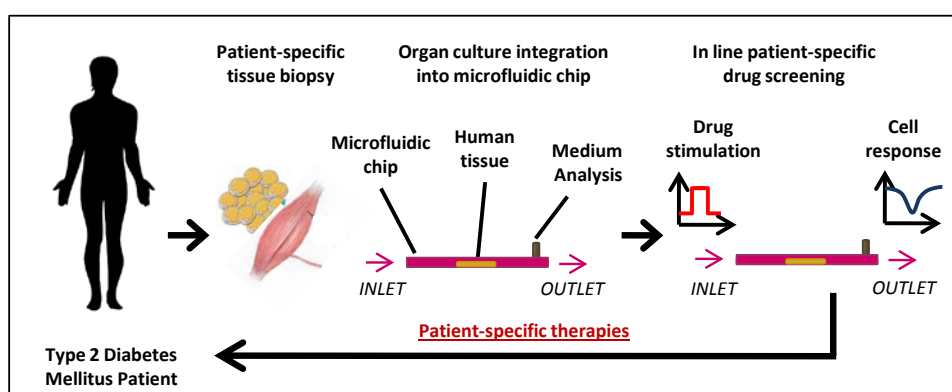 Patient-specific
tissue biopsy
Organ culture integration
into microfluidic chip
In line patient-specific
drug screening
Microfluidic
chip
Human
tissue
Medium
Analysis
Drug
stimulation
Cell
response
INLET
OUTLET
INLET
OUTLET
Patient-specific therapies
Type 2 Diabetes
Mellitus Patient